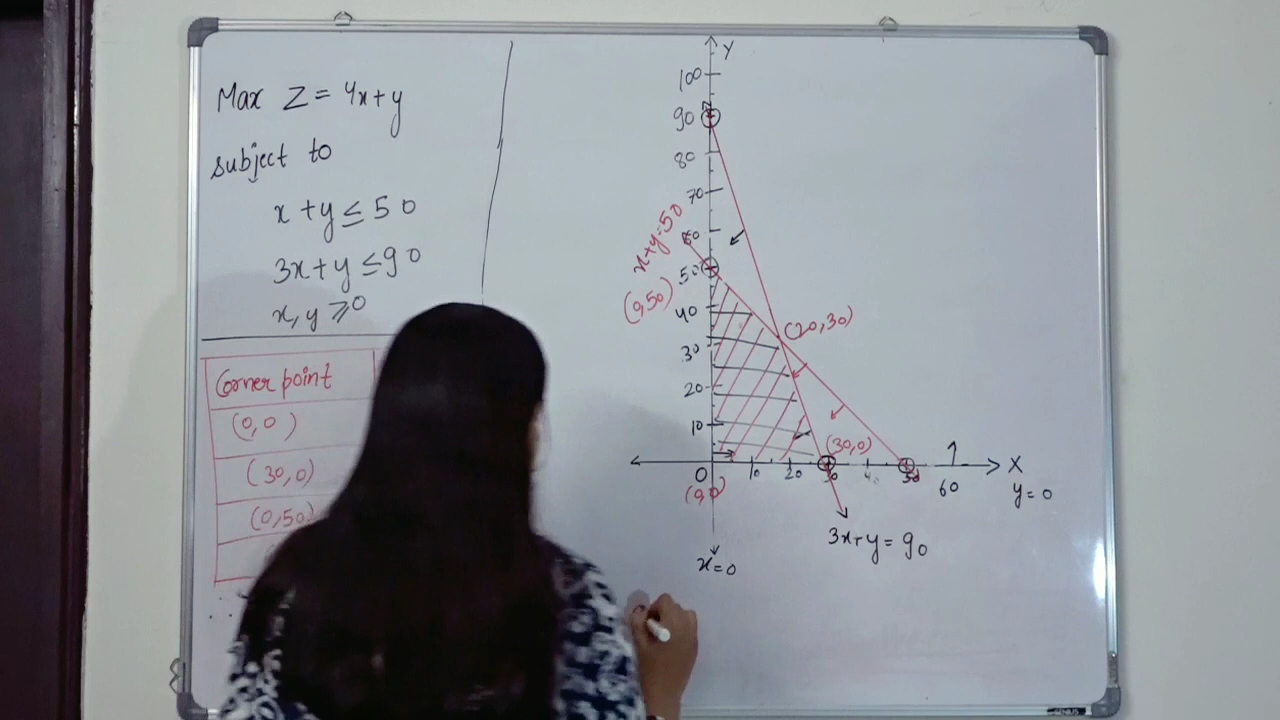 Max Z = 4x+y
subject to
x + y ≤ 50
3x + y ≤ 90
x, y ≥ 0
Corner point
(0,0)
(30,0)
(0,50)
Y
100
90
80
70
60
50
40
30
20
10
x+y=50
(0,50)
(20,30)
(30,0)
O 10 20 30 40 50 60 X
(0,0)
y = 0
3x+y = 90
x=0
GENIUS